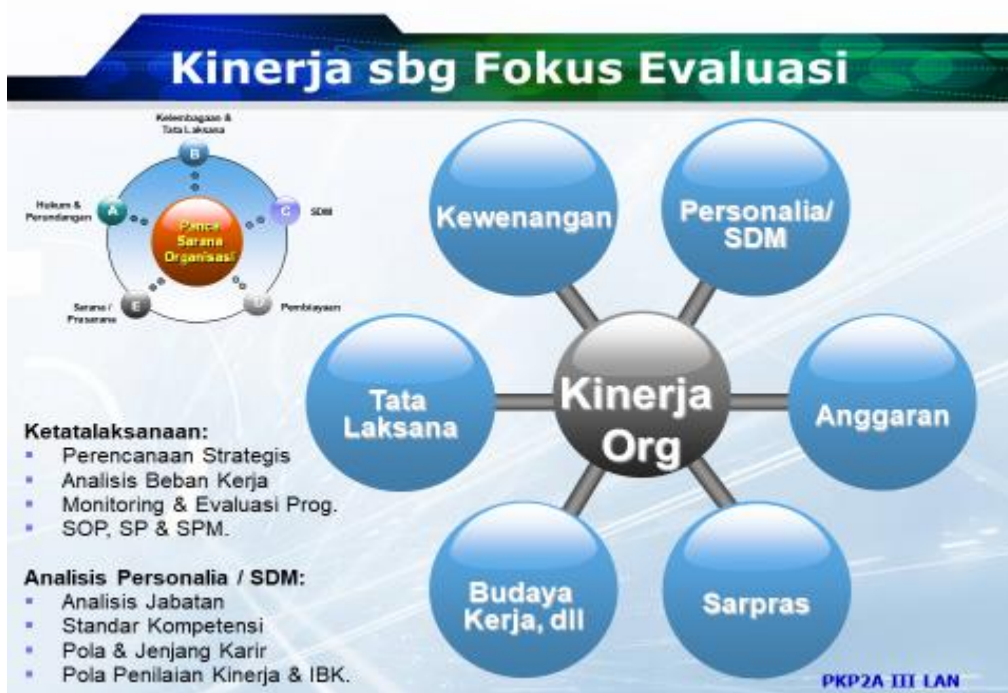 Kinerja sbg Fokus Evaluasi
Kelembagaan &
Tata Laksana
B
Hukum &
Perundangan
A
C
SDM
Panca
Sarana
Organisasi
Sarana /
Prasarana
E
D
Pembiayaan
Ketatalaksanaan:
▪ Perencanaan Strategis
▪ Analisis Beban Kerja
▪ Monitoring & Evaluasi Prog.
▪ SOP, SP & SPM.
Analisis Personalia / SDM:
▪ Analisis Jabatan
▪ Standar Kompetensi
▪ Pola & Jenjang Karir
▪ Pola Penilaian Kinerja & IBK.
Kewenangan
Personalia/
SDM
Tata
Laksana
Kinerja
Org
Anggaran
Budaya
Kerja, dll
Sarpras
PKP2A III LAN